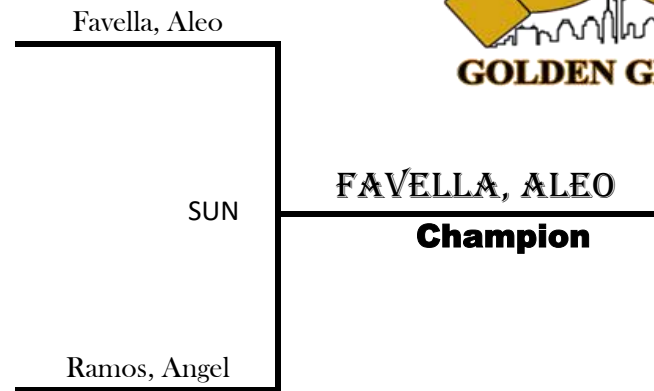 Favella, Aleo
GOLDEN G
FAVELLA, ALEO
SUN
Champion
Ramos, Angel